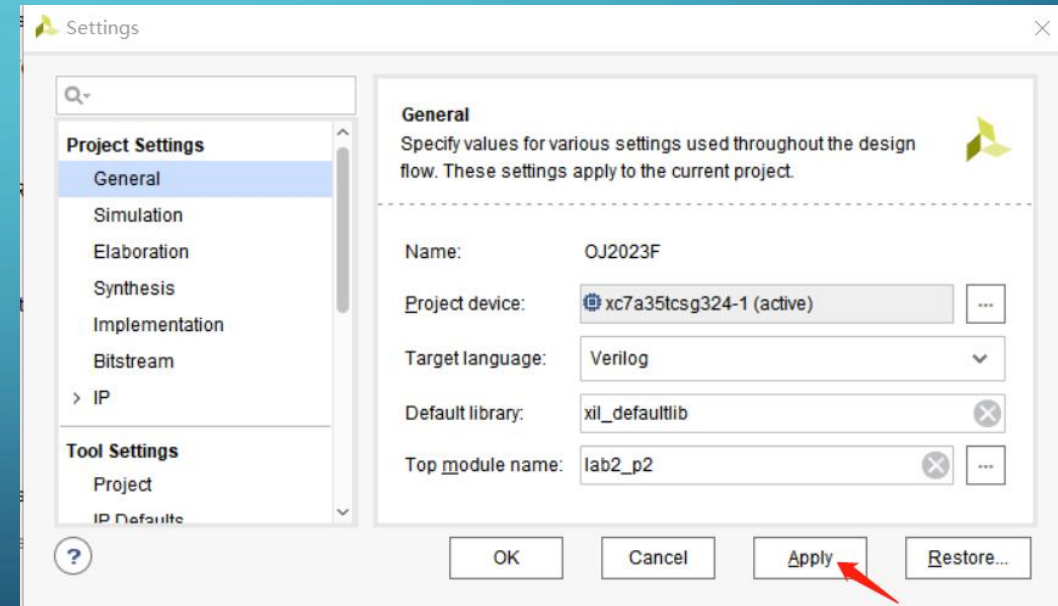 Settings
Project Settings
General
Simulation
Elaboration
Synthesis
Implementation
Bitstream
> IP
Tool Settings
Project
IP Defaults
General
Specify values for various settings used throughout the design
flow. These settings apply to the current project.
Name: OJ2023F
Project device: xc7a35tcsg324-1 (active) ...
Target language: Verilog
Default library: xil_defaultlib
Top module name: lab2_p2 ...
? OK Cancel Apply Restore...